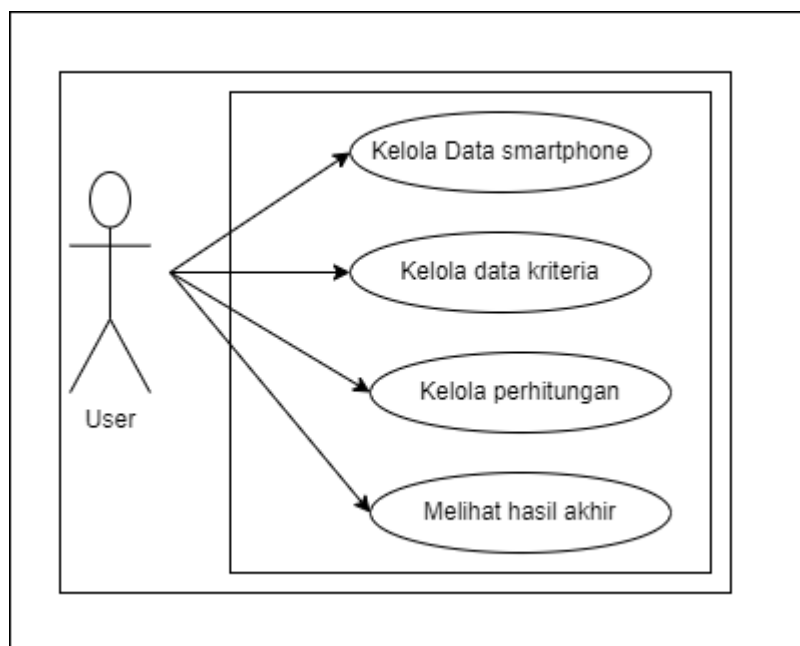 Kelola Data smartphone
Kelola data kriteria
Kelola perhitungan
User
Melihat hasil akhir